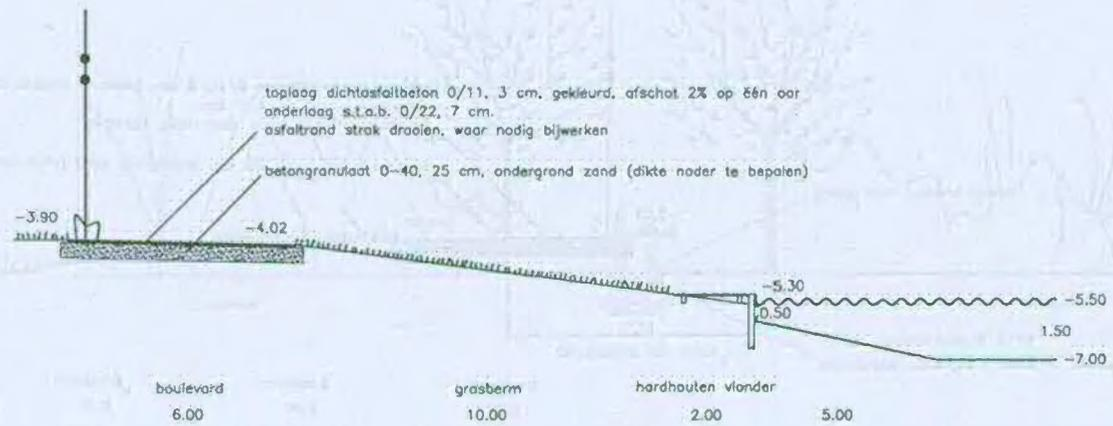 toplaag dichtasfaltbeton 0/11, 3 cm, gekleurd, afschot 2% op één oor
onderlaag s.t.a.b. 0/22, 7 cm.
asfaltrand strak draaien, waar nodig bijwerken
betongranulaat 0-40, 25 cm, ondergrond zand (dikte nader te bepalen)
-3.90
-4.02
-5.30
-5.50
0.50
1.50
-7.00
boulevard grasberm hardhouten vlonder
6.00 10.00 2.00 5.00